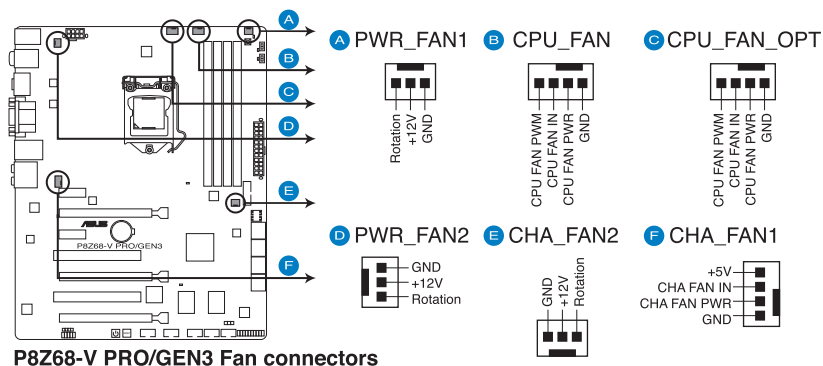 A
B
C
D
E
F
ASUS
P8Z68-V PRO/GEN3
A PWR_FAN1
Rotation
+12V
GND
B CPU_FAN
CPU FAN PWM
CPU FAN IN
CPU FAN PWR
GND
C CPU_FAN_OPT
CPU FAN PWM
CPU FAN IN
CPU FAN PWR
GND
D PWR_FAN2
GND
+12V
Rotation
E CHA_FAN2
GND
+12V
Rotation
F CHA_FAN1
+5V
CHA FAN IN
CHA FAN PWR
GND
P8Z68-V PRO/GEN3 Fan connectors